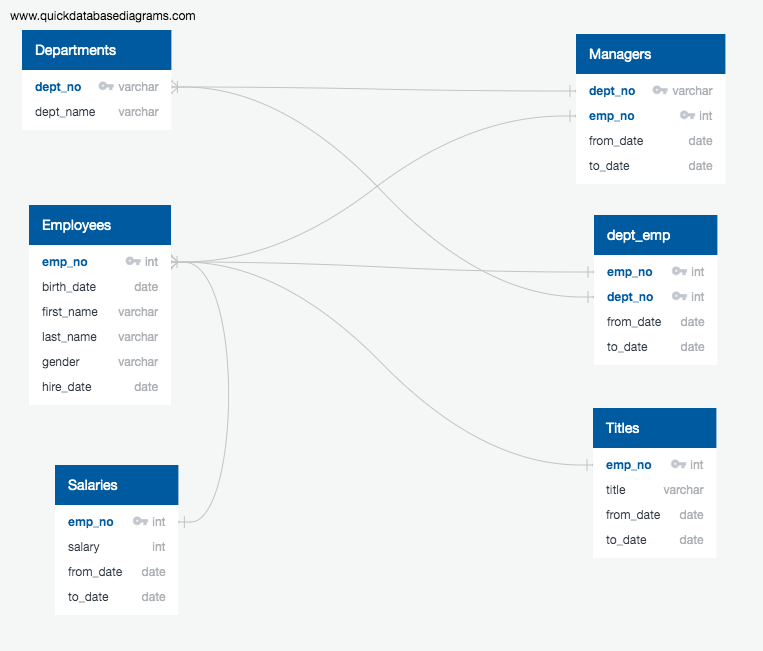 www.quickdatabasediagrams.com
Departments
dept_no varchar
dept_name varchar
Employees
emp_no int
birth_date date
first_name varchar
last_name varchar
gender varchar
hire_date date
Salaries
emp_no int
salary int
from_date date
to_date date
Managers
dept_no varchar
emp_no int
from_date date
to_date date
dept_emp
emp_no int
dept_no int
from_date date
to_date date
Titles
emp_no int
title varchar
from_date date
to_date date